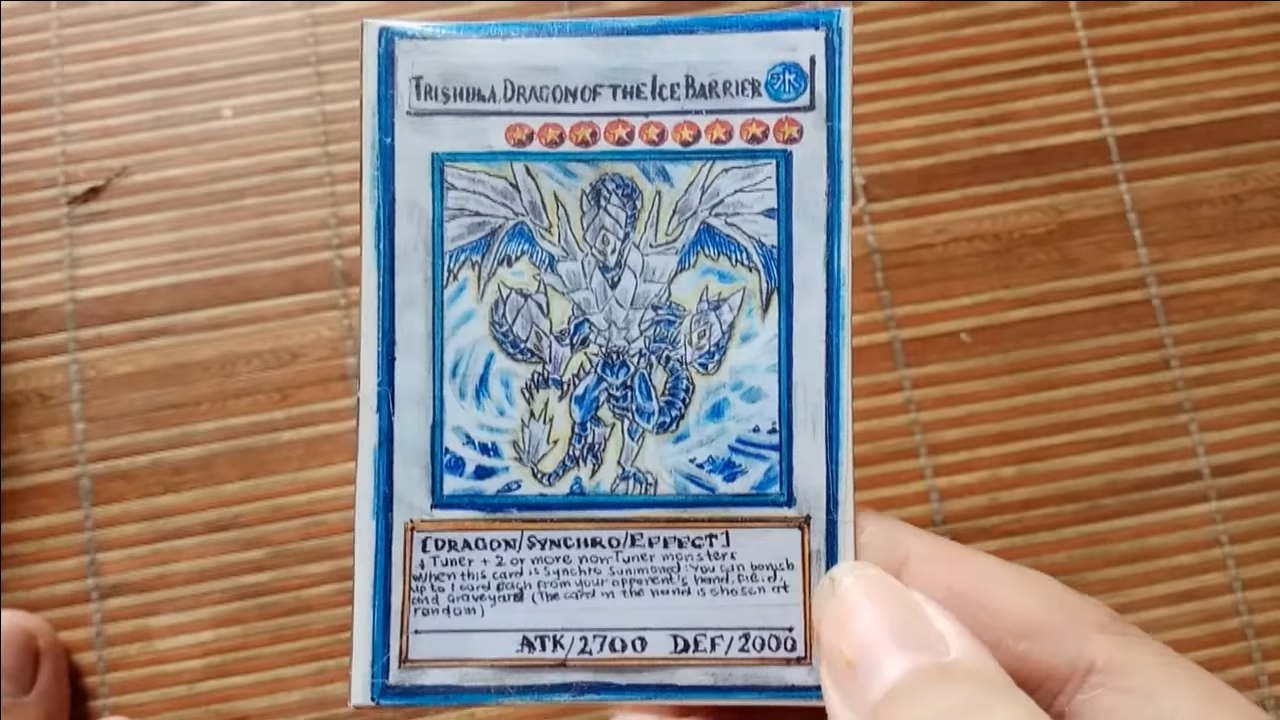 TRISHULA, DRAGON OF THE ICE BARRIER 水
[DRAGON/SYNCHRO/EFFECT]
1 Tuner + 2 or more non-Tuner monsters
When this card is Synchro Summoned: You can banish
up to 1 card each from your opponent's hand, field,
and Graveyard (The card in the hand is chosen at
random)
ATK/2700 DEF/2000